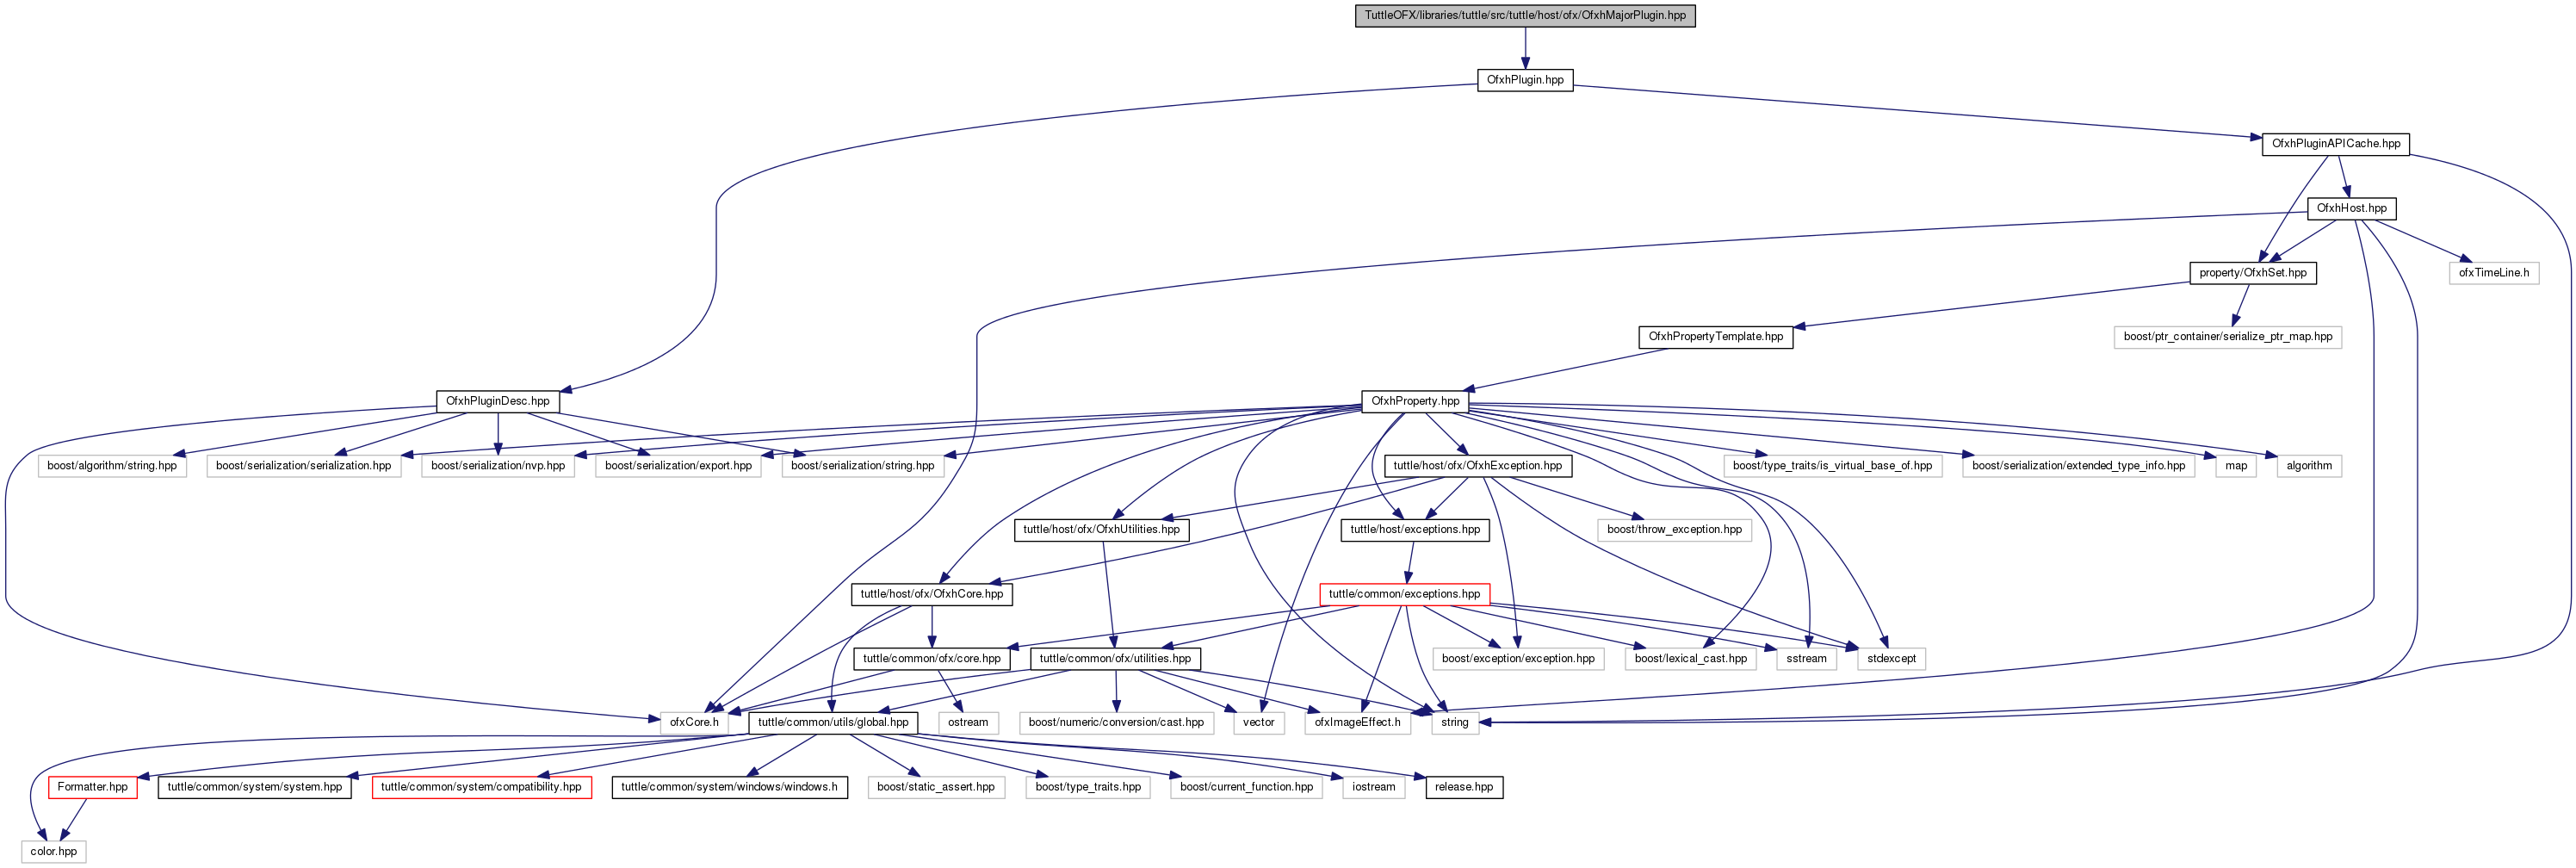 TuttleOFX/libraries/tuttle/src/tuttle/host/ofx/OfxhMajorPlugin.hpp
OfxhPlugin.hpp
OfxhPluginAPICache.hpp
OfxhHost.hpp
property/OfxhSet.hpp
ofxTimeLine.h
OfxhPropertyTemplate.hpp
boost/ptr_container/serialize_ptr_map.hpp
OfxhPluginDesc.hpp
OfxhProperty.hpp
boost/algorithm/string.hpp
boost/serialization/serialization.hpp
boost/serialization/nvp.hpp
boost/serialization/export.hpp
boost/serialization/string.hpp
tuttle/host/ofx/OfxhException.hpp
boost/type_traits/is_virtual_base_of.hpp
boost/serialization/extended_type_info.hpp
map
algorithm
tuttle/host/ofx/OfxhUtilities.hpp
tuttle/host/exceptions.hpp
boost/throw_exception.hpp
tuttle/host/ofx/OfxhCore.hpp
tuttle/common/exceptions.hpp
tuttle/common/ofx/core.hpp
tuttle/common/ofx/utilities.hpp
boost/exception/exception.hpp
boost/lexical_cast.hpp
sstream
stdexcept
ofxCore.h
tuttle/common/utils/global.hpp
ostream
boost/numeric/conversion/cast.hpp
vector
ofxImageEffect.h
string
Formatter.hpp
tuttle/common/system/system.hpp
tuttle/common/system/compatibility.hpp
tuttle/common/system/windows/windows.h
boost/static_assert.hpp
boost/type_traits.hpp
boost/current_function.hpp
iostream
release.hpp
color.hpp